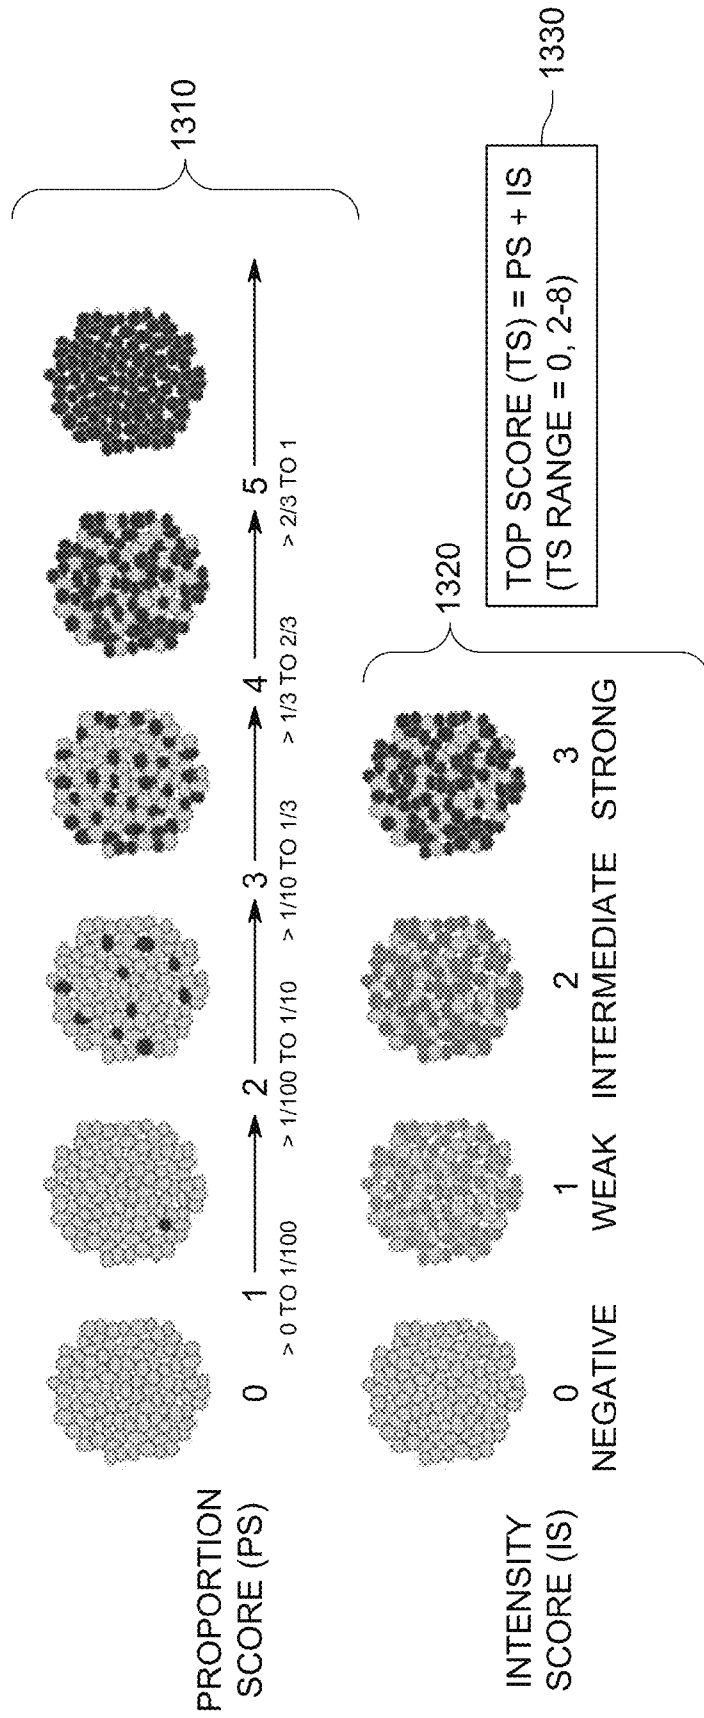 1310
PROPORTION
SCORE (PS)
0 1 2 3 4 5
> 0 TO 1/100 > 1/100 TO 1/10 > 1/10 TO 1/3 > 1/3 TO 2/3 > 2/3 TO 1
1320
INTENSITY
SCORE (IS)
0 1 2 3
NEGATIVE WEAK INTERMEDIATE STRONG
TOP SCORE (TS) = PS + IS
(TS RANGE = 0, 2-8)
1330